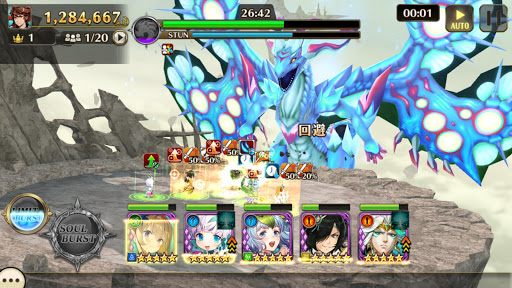 1,284,667
1
1/20
26:42
STUN
00:01
AUTO
回避
50%
50%
50%
50%
20%
LIMIT
BURST
SOUL
BURST